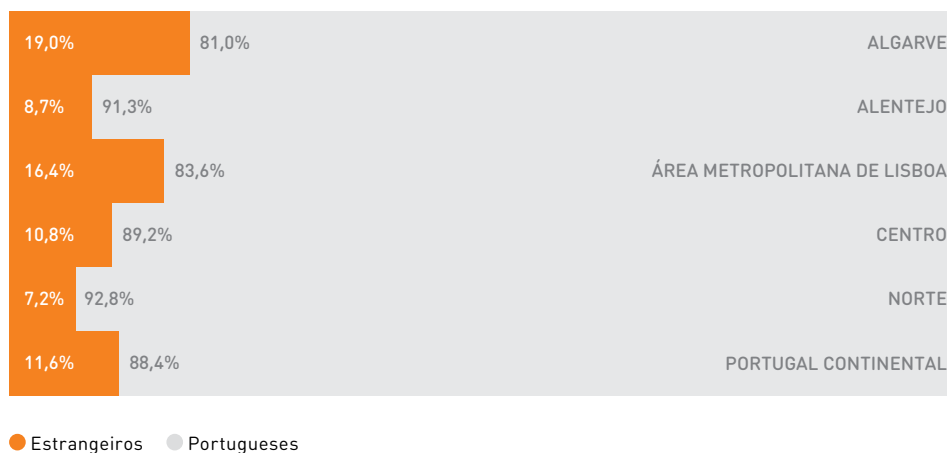 19,0% 81,0% ALGARVE
8,7% 91,3% ALENTEJO
16,4% 83,6% ÁREA METROPOLITANA DE LISBOA
10,8% 89,2% CENTRO
7,2% 92,8% NORTE
11,6% 88,4% PORTUGAL CONTINENTAL
Estrangeiros Portugueses